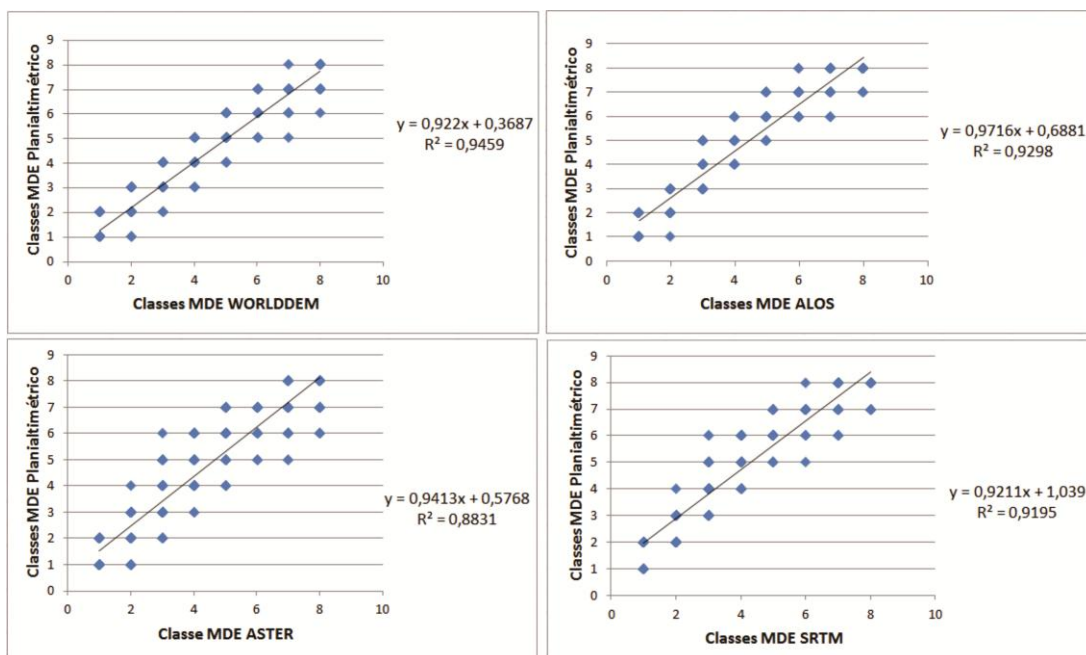 9
8
7
6
5
4
3
2
1
0
Classes MDE Planialtimétrico
0 2 4 6 8 10
Classes MDE WORLDDEM
y = 0,922x + 0,3687
R² = 0,9459
9
8
7
6
5
4
3
2
1
0
Classes MDE Planialtimétrico
0 2 4 6 8 10
Classes MDE ALOS
y = 0,9716x + 0,6881
R² = 0,9298
9
8
7
6
5
4
3
2
1
0
Classes MDE Planialtimétrico
0 2 4 6 8 10
Classe MDE ASTER
y = 0,9413x + 0,5768
R² = 0,8831
9
8
7
6
5
4
3
2
1
0
Classes MDE Planialtimétrico
0 2 4 6 8 10
Classes MDE SRTM
y = 0,9211x + 1,039
R² = 0,9195